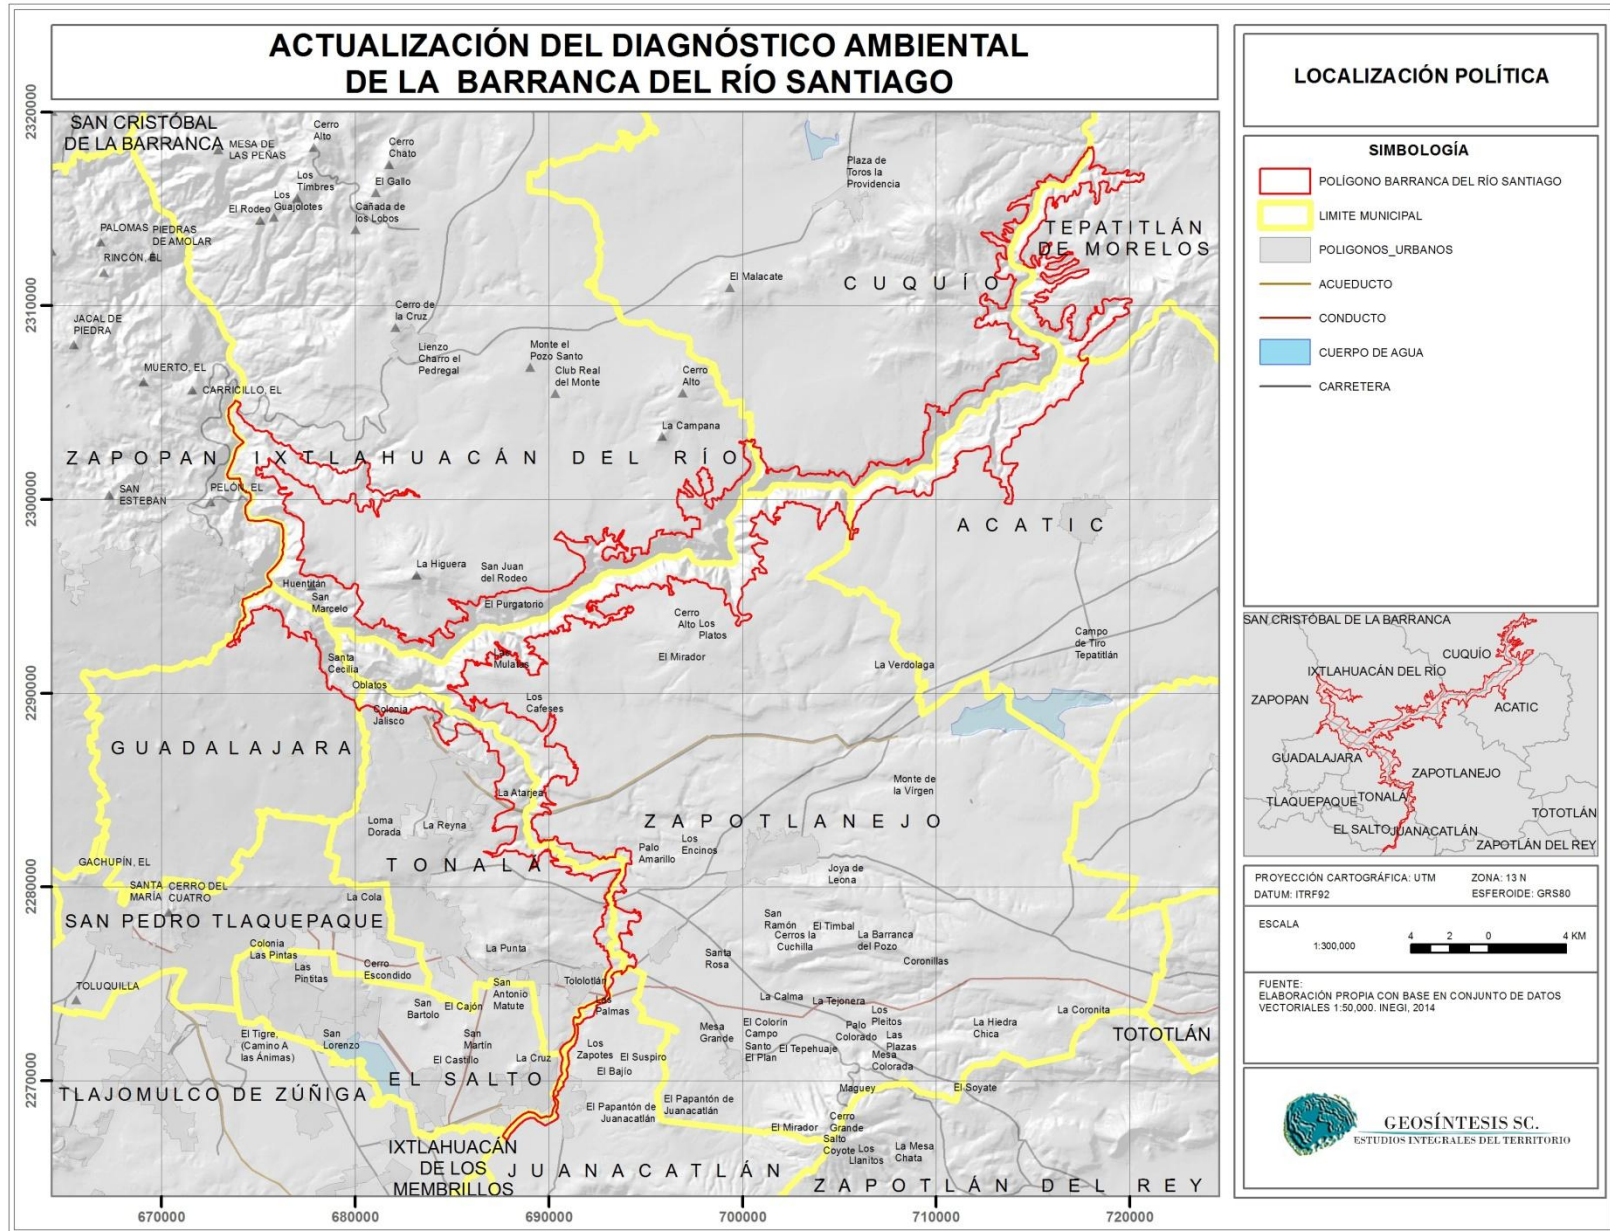 ACTUALIZACIÓN DEL DIAGNÓSTICO AMBIENTAL
DE LA BARRANCA DEL RÍO SANTIAGO
2320000
2310000
2300000
2290000
2280000
2270000
670000
680000
690000
700000
710000
720000
SAN CRISTÓBAL
DE LA BARRANCA
MESA DE
LAS PEÑAS
Cerro
Alto
Cerro
Chato
Los
Timbres
El Gallo
El Rodeo
Los
Guajolotes
Cañada de
los Lobos
PALOMAS
PIEDRAS
DE AMOLAR
RINCÓN, EL
Plaza de
Toros la
Providencia
TEPATITLÁN
DE MORELOS
CUQUÍO
El Malacate
JACAL DE
PIEDRA
Cerro de
la Cruz
Lienzo
Charro el
Pedregal
Monte el
Pozo Santo
Club Real
del Monte
Cerro
Alto
MUERTO, EL
CARRICILLO, EL
La Campana
ZAPOPAN
IXTLAHUACÁN DEL RÍO
SAN
ESTEBAN
PELÓN, EL
ACATIC
La Higuera
San Juan
del Rodeo
Huentitán
San
Marcelo
El Purgatorio
Cerro
Alto
Los
Platos
El Mirador
Campo
de Tiro
Tepatitlán
La Verdolaga
Santa
Cecilia
Las
Mulatas
Oblatos
Colonia
Jalisco
Los
Cafeses
GUADALAJARA
La Atarjea
Monte de
la Virgen
Loma
Dorada
La Reyna
ZAPOTLANEJO
Palo
Amarillo
Los
Encinos
TONALÁ
Joya de
Leona
GACHUPÍN, EL
SANTA
MARÍA
CERRO DEL
CUATRO
La Cola
SAN PEDRO TLAQUEPAQUE
San
Ramón
El Timbal
Cerros la
Cuchilla
La Barranca
del Pozo
Coronillas
Colonia
Las Pintas
Las
Pintitas
Cerro
Escondido
La Punta
Santa
Rosa
TOLUQUILLA
San
Antonio
Matute
Tololotlán
Las
Palmas
San
Bartolo
El Cajón
La Calma
La Tejonera
La Coronita
El Tigre,
(Camino A
las Ánimas)
San
Lorenzo
San
Martín
El Castillo
La Cruz
Los
Zapotes
El Suspiro
El Bajío
Mesa
Grande
El Colorín
Campo
Santo
El Plan
El Tepehuaje
Palo
Colorado
Los
Pleitos
Las
Plazas
Mesa
Colorada
La Hiedra
Chica
TOTOTLÁN
TLAJOMULCO DE ZÚÑIGA
EL SALTO
Maguey
El Soyate
El Papantón de
Juanacatlán
El Papantón de
Juanacatlán
El Mirador
Cerro
Grande
Salto
Coyote
Los
Llanitos
La Mesa
Chata
IXTLAHUACÁN
DE LOS
MEMBRILLOS
JUANACATLÁN
ZAPOTLÁN DEL REY
LOCALIZACIÓN POLÍTICA
SIMBOLOGÍA
POLÍGONO BARRANCA DEL RÍO SANTIAGO
LIMITE MUNICIPAL
POLIGONOS_URBANOS
ACUEDUCTO
CONDUCTO
CUERPO DE AGUA
CARRETERA
SAN CRISTÓBAL DE LA BARRANCA
CUQUÍO
IXTLAHUACÁN DEL RÍO
ZAPOPAN
ACATIC
GUADALAJARA
ZAPOTLANEJO
TLAQUEPAQUE
TONALÁ
TOTOTLÁN
EL SALTO
JUANACATLÁN
ZAPOTLÁN DEL REY
PROYECCIÓN CARTOGRÁFICA: UTM ZONA: 13 N
DATUM: ITRF92 ESFEROIDE: GRS80
ESCALA
1:300,000
4 2 0 4 KM
FUENTE:
ELABORACIÓN PROPIA CON BASE EN CONJUNTO DE DATOS
VECTORIALES 1:50,000. INEGI, 2014
GEOSÍNTESIS SC.
ESTUDIOS INTEGRALES DEL TERRITORIO